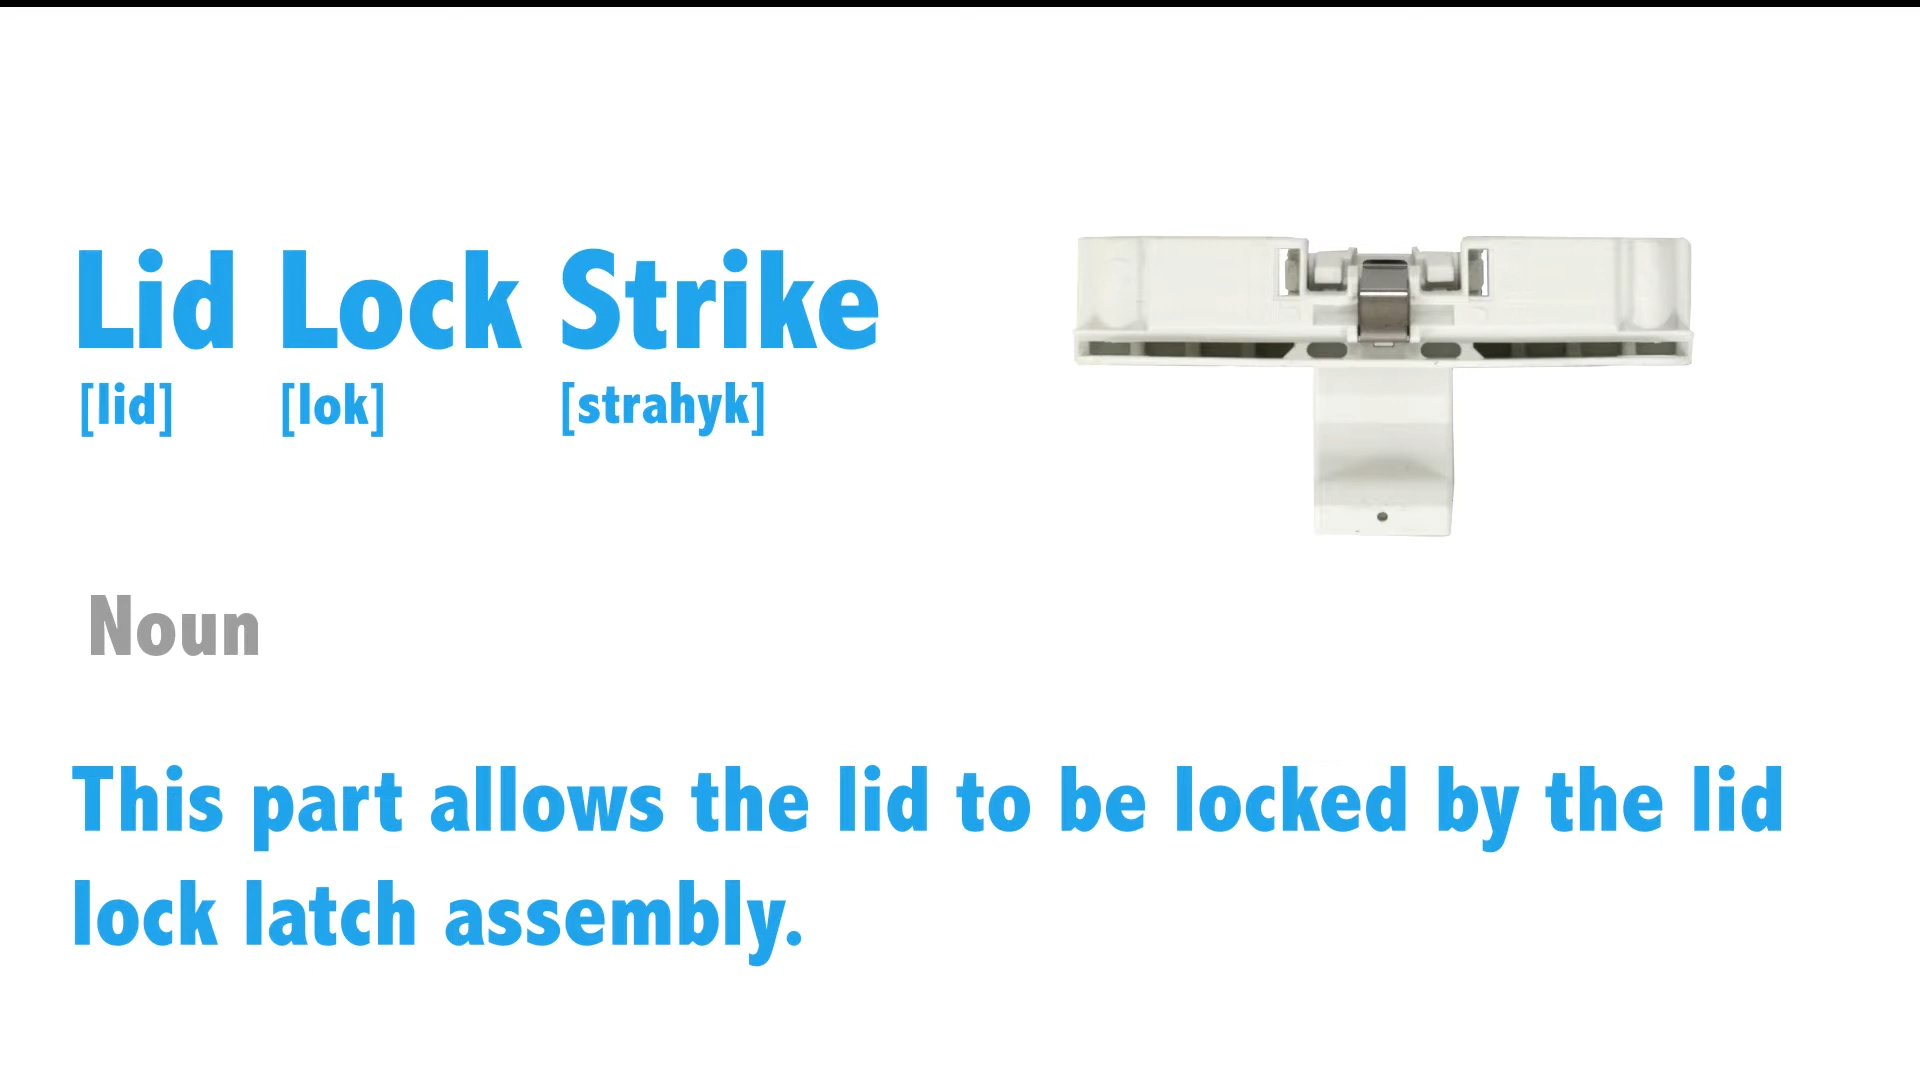 Lid Lock Strike
[lid] [lok] [strahyk]
Noun
This part allows the lid to be locked by the lid
lock latch assembly.